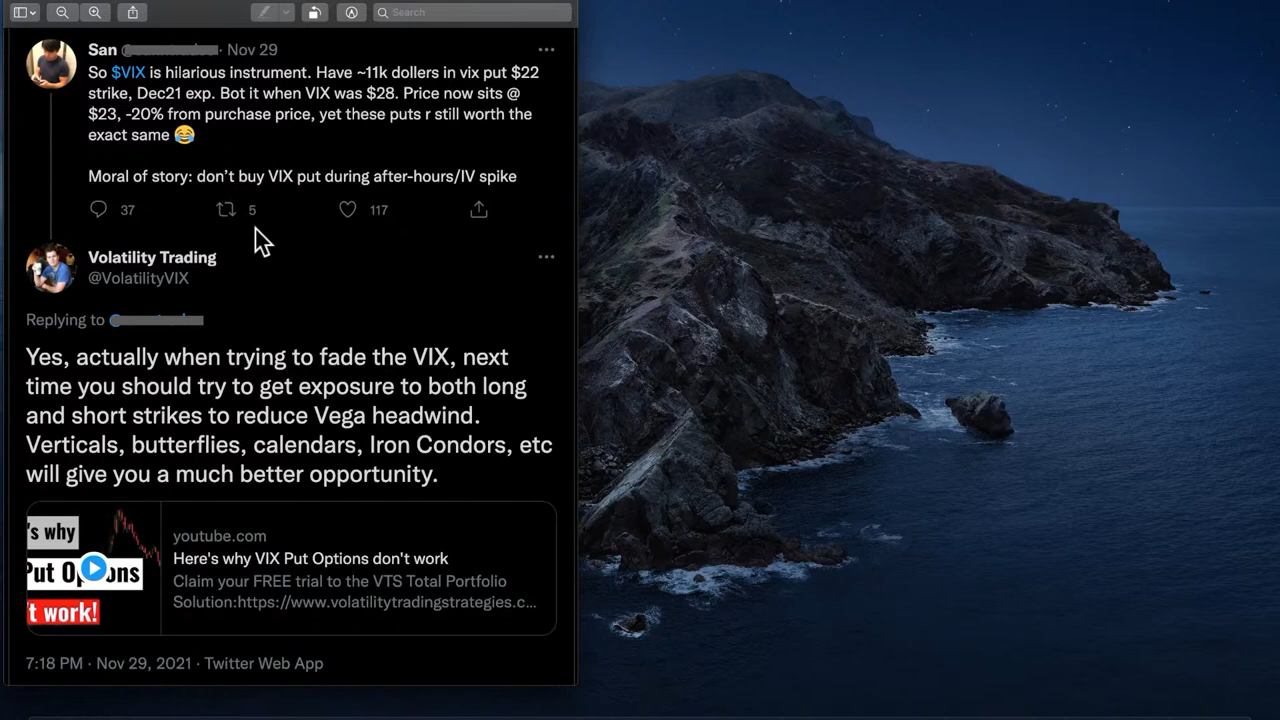 Search
San · Nov 29
So $VIX is hilarious instrument. Have ~11k dollars in vix put $22
strike, Dec21 exp. Bot it when VIX was $28. Price now sits @
$23, -20% from purchase price, yet these puts r still worth the
exact same 😂
Moral of story: don’t buy VIX put during after-hours/IV spike
37 5 117
Volatility Trading
@VolatilityVIX
Replying to
Yes, actually when trying to fade the VIX, next
time you should try to get exposure to both long
and short strikes to reduce Vega headwind.
Verticals, butterflies, calendars, Iron Condors, etc
will give you a much better opportunity.
's why
Put Op ons
't work!
youtube.com
Here's why VIX Put Options don't work
Claim your FREE trial to the VTS Total Portfolio
Solution:https://www.volatilitytradingstrategies.c...
7:18 PM · Nov 29, 2021 · Twitter Web App